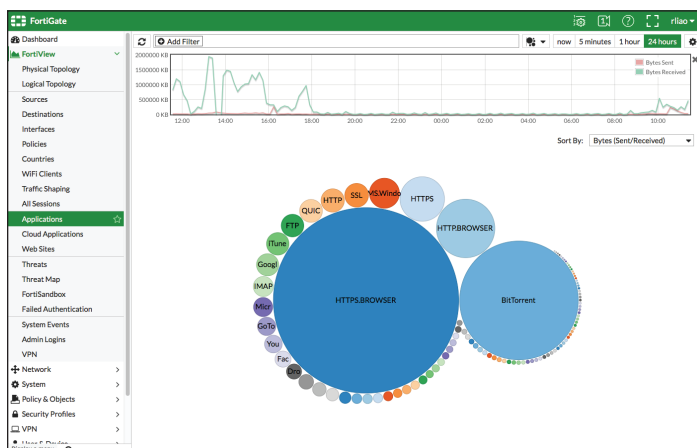 FortiGate
1
rliao
Dashboard
FortiView
Physical Topology
Logical Topology
Sources
Destinations
Interfaces
Policies
Countries
WiFi Clients
Traffic Shaping
All Sessions
Applications
Cloud Applications
Web Sites
Threats
Threat Map
FortiSandbox
Failed Authentication
System Events
Admin Logins
VPN
Network
System
Policy & Objects
Security Profiles
VPN
Add Filter
now 5 minutes 1 hour 24 hours
2000000 KB
1500000 KB
1000000 KB
500000 KB
0 KB
Bytes Sent
Bytes Received
12:00 14:00 16:00 18:00 20:00 22:00 00:00 02:00 04:00 06:00 08:00 10:00
Sort By: Bytes (Sent/Received)
MS.Windo
SSL
HTTP
HTTPS
QUIC
FTP
HTTP.BROWSER
iTune
Googl
IMAP
HTTPS.BROWSER
BitTorrent
Micr
GoTo
You
Fac
Dro